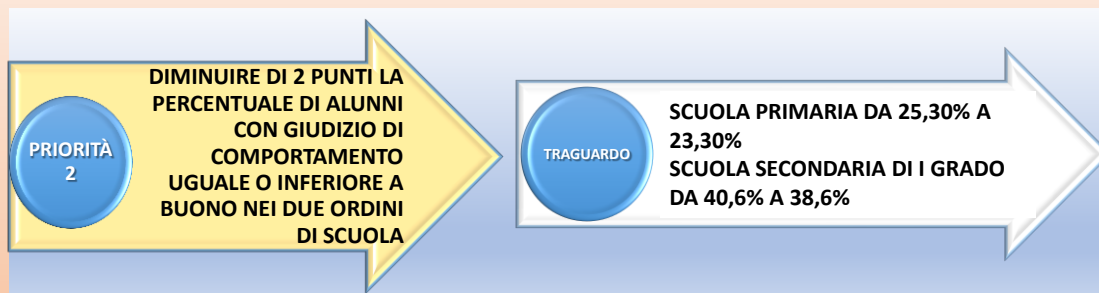 PRIORITÀ
2
DIMINUIRE DI 2 PUNTI LA
PERCENTUALE DI ALUNNI
CON GIUDIZIO DI
COMPORTAMENTO
UGUALE O INFERIORE A
BUONO NEI DUE ORDINI
DI SCUOLA
TRAGUARDO
SCUOLA PRIMARIA DA 25,30% A
23,30%
SCUOLA SECONDARIA DI I GRADO
DA 40,6% A 38,6%